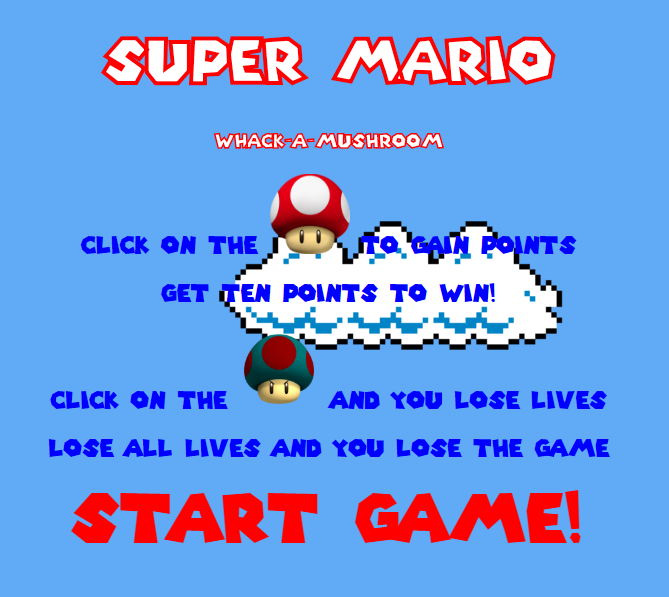 SUPER MARIO
WHACK-A-MUSHROOM
CLICK ON THE TO GAIN POINTS
GET TEN POINTS TO WIN!
CLICK ON THE AND YOU LOSE LIVES
LOSE ALL LIVES AND YOU LOSE THE GAME
START GAME!